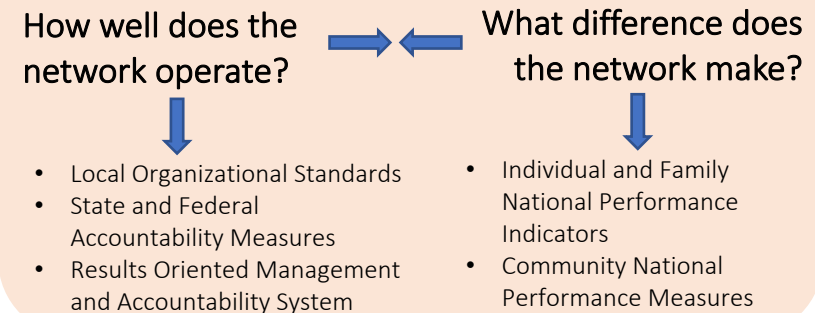 How well does the
network operate?
What difference does
the network make?
• Local Organizational Standards
• State and Federal
Accountability Measures
• Results Oriented Management
and Accountability System
• Individual and Family
National Performance
Indicators
• Community National
Performance Measures